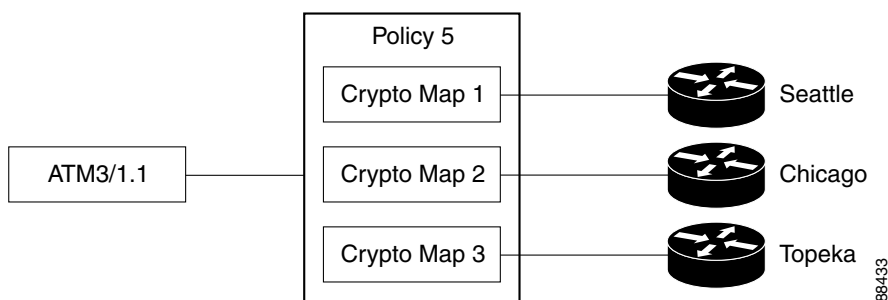 Policy 5
Crypto Map 1
Seattle
ATM3/1.1
Crypto Map 2
Chicago
Crypto Map 3
Topeka
88433